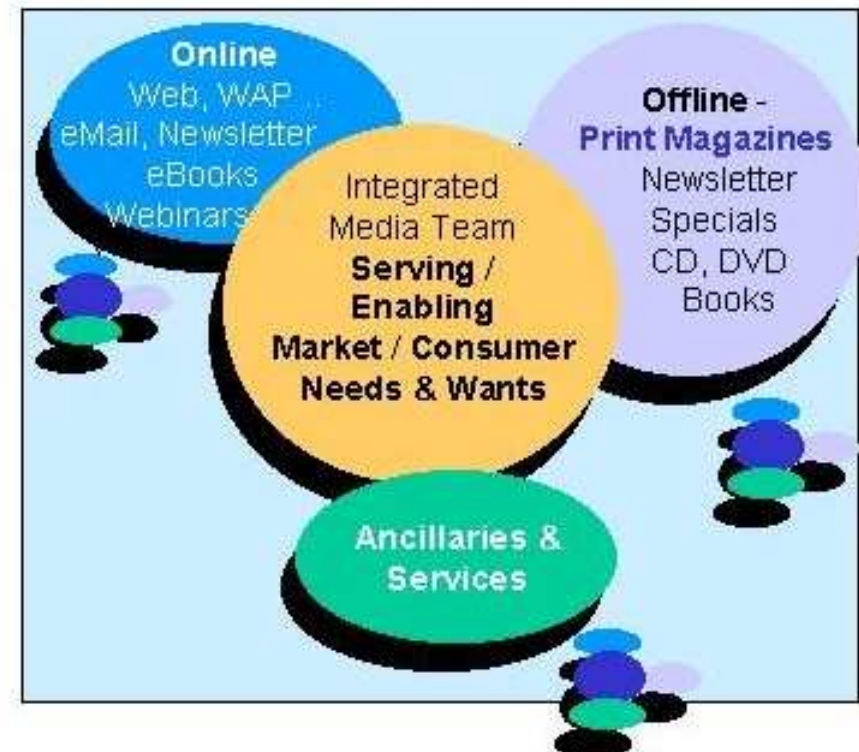 Online
Web, WAP ..
eMail, Newsletter
eBooks
Webinars
Offline -
Print Magazines
Newsletter
Specials
CD, DVD
Books
Integrated
Media Team
Serving /
Enabling
Market / Consumer
Needs & Wants
Ancillaries &
Services